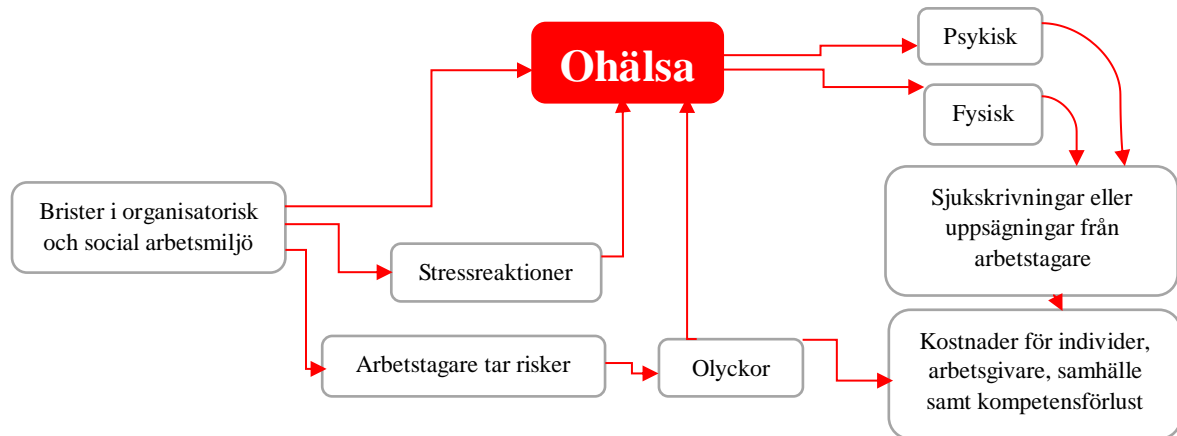 Ohälsa
Psykisk
Fysisk
Brister i organisatorisk
och social arbetsmiljö
Stressreaktioner
Arbetstagare tar risker
Olyckor
Sjukskrivningar eller
uppsägningar från
arbetstagare
Kostnader för individer,
arbetsgivare, samhälle
samt kompetensförlust